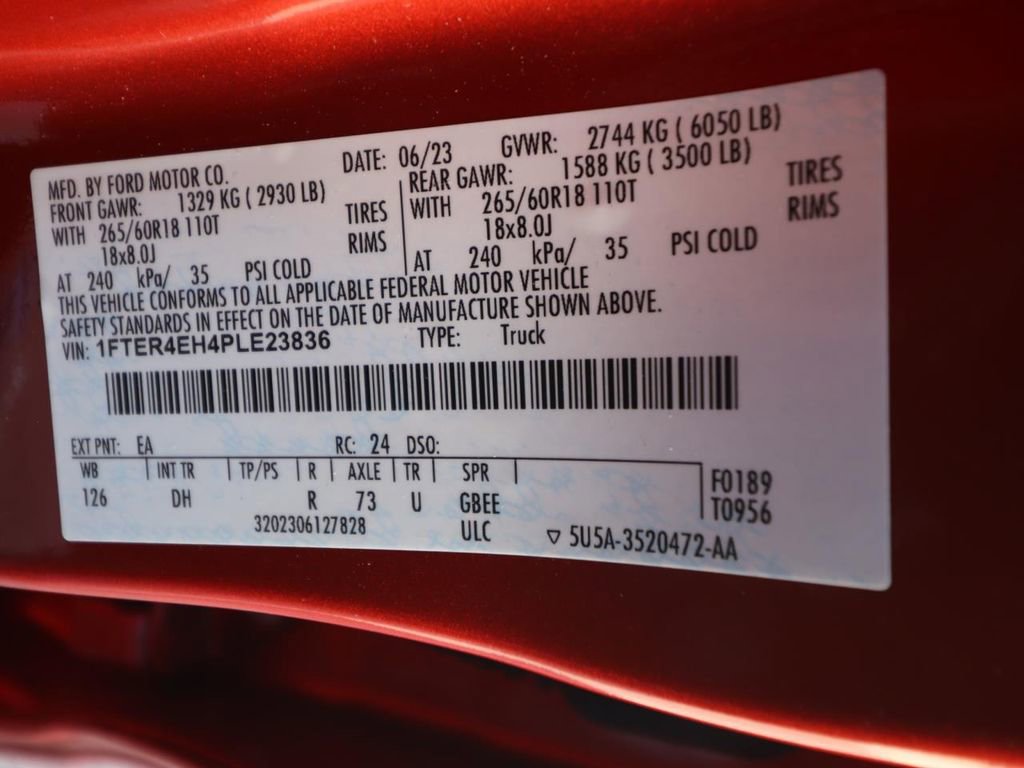 MFD. BY FORD MOTOR CO. DATE: 06/23 GVWR: 2744 KG ( 6050 LB)
FRONT GAWR: 1329 KG ( 2930 LB) REAR GAWR: 1588 KG ( 3500 LB)
WITH 265/60R18 110T TIRES WITH 265/60R18 110T TIRES
18x8.0J RIMS 18x8.0J RIMS
AT 240 kPa/ 35 PSI COLD AT 240 kPa/ 35 PSI COLD
THIS VEHICLE CONFORMS TO ALL APPLICABLE FEDERAL MOTOR VEHICLE
SAFETY STANDARDS IN EFFECT ON THE DATE OF MANUFACTURE SHOWN ABOVE.
VIN: 1FTER4EH4PLE23836 TYPE: Truck
EXT PNT: EA RC: 24 DSO:
WB INT TR TP/PS R AXLE TR SPR F0189
126 DH R 73 U GBEE T0956
3202306127828 ULC ▽ 5U5A-3520472-AA